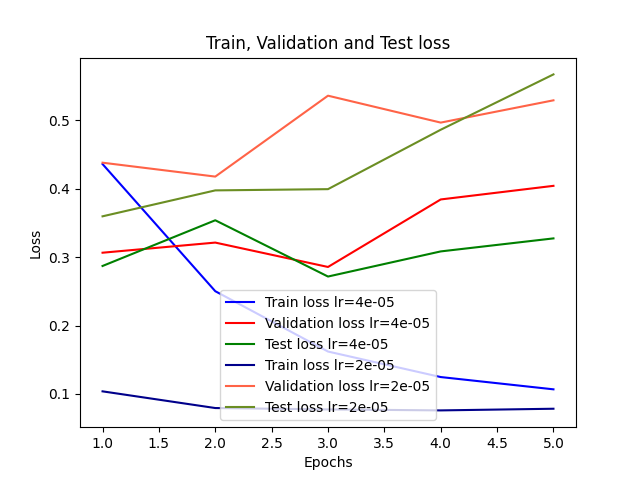 Train, Validation and Test loss
Loss
0.5
0.4
0.3
0.2
0.1
Train loss lr=4e-05
Validation loss lr=4e-05
Test loss lr=4e-05
Train loss lr=2e-05
Validation loss lr=2e-05
Test loss lr=2e-05
1.0 1.5 2.0 2.5 3.0 3.5 4.0 4.5 5.0
Epochs